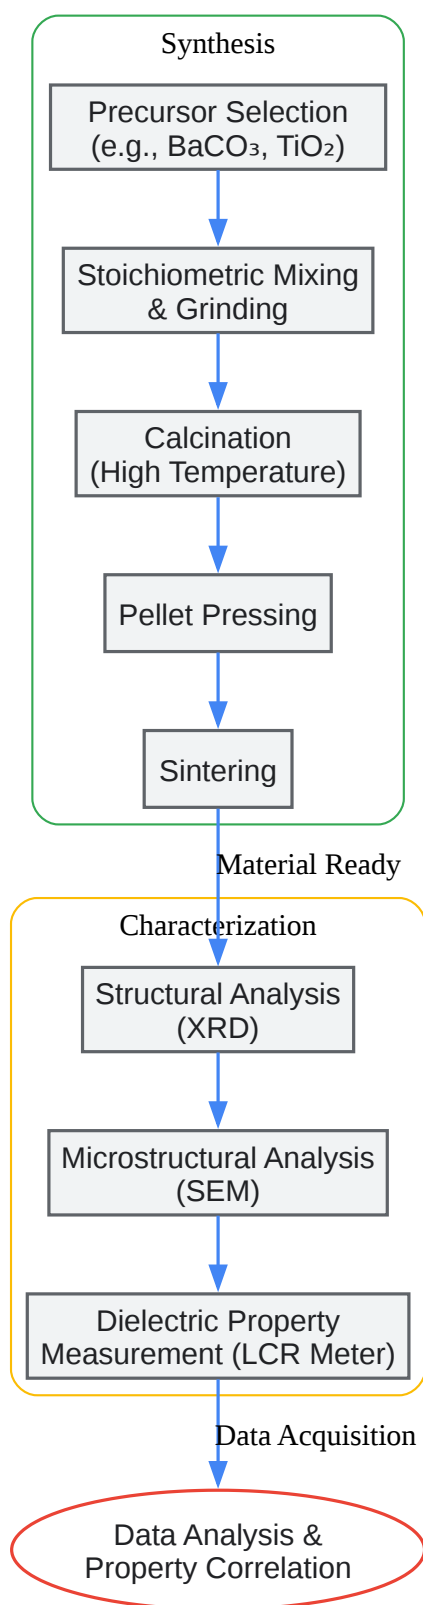 Synthesis
Precursor Selection
(e.g., BaCO₃, TiO₂)
Stoichiometric Mixing
& Grinding
Calcination
(High Temperature)
Pellet Pressing
Sintering
Material Ready
Characterization
Structural Analysis
(XRD)
Microstructural Analysis
(SEM)
Dielectric Property
Measurement (LCR Meter)
Data Acquisition
Data Analysis &
Property Correlation